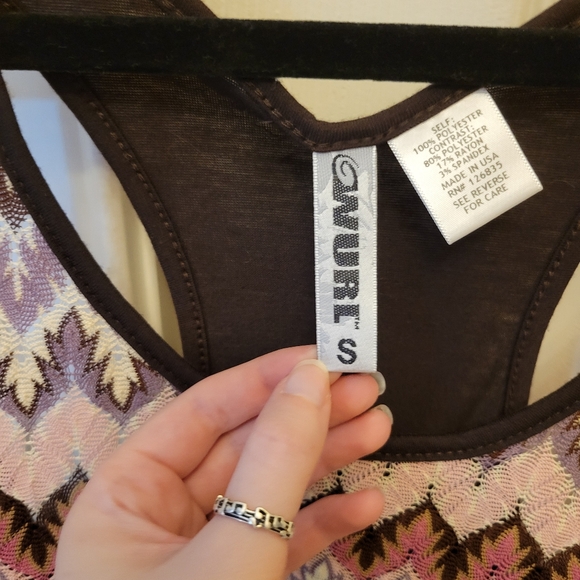 WURL™
S
SELF:
100% POLYESTER
CONTRAST:
80% POLYESTER
17% RAYON
3% SPANDEX
MADE IN USA
RN# 126835
SEE REVERSE
FOR CARE